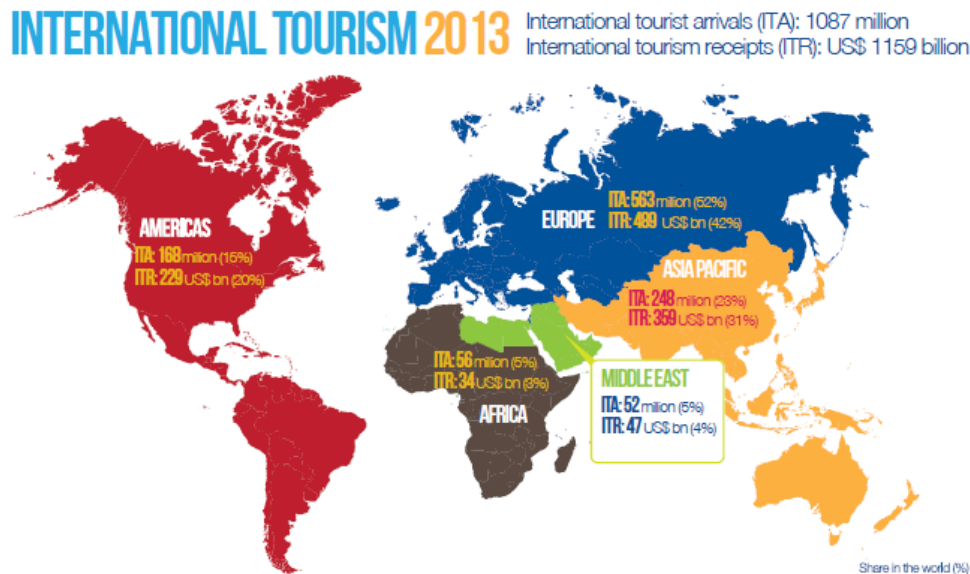 INTERNATIONAL TOURISM 2013
International tourist arrivals (ITA): 1087 million
International tourism receipts (ITR): US$ 1159 billion
AMERICAS
ITA: 168 million (15%)
ITR: 229 US$ bn (20%)
EUROPE
ITA: 563 million (52%)
ITR: 489 US$ bn (42%)
ASIA PACIFIC
ITA: 248 million (23%)
ITR: 359 US$ bn (31%)
ITA: 56 million (5%)
ITR: 34 US$ bn (3%)
AFRICA
MIDDLE EAST
ITA: 52 million (5%)
ITR: 47 US$ bn (4%)
Share in the world (%)